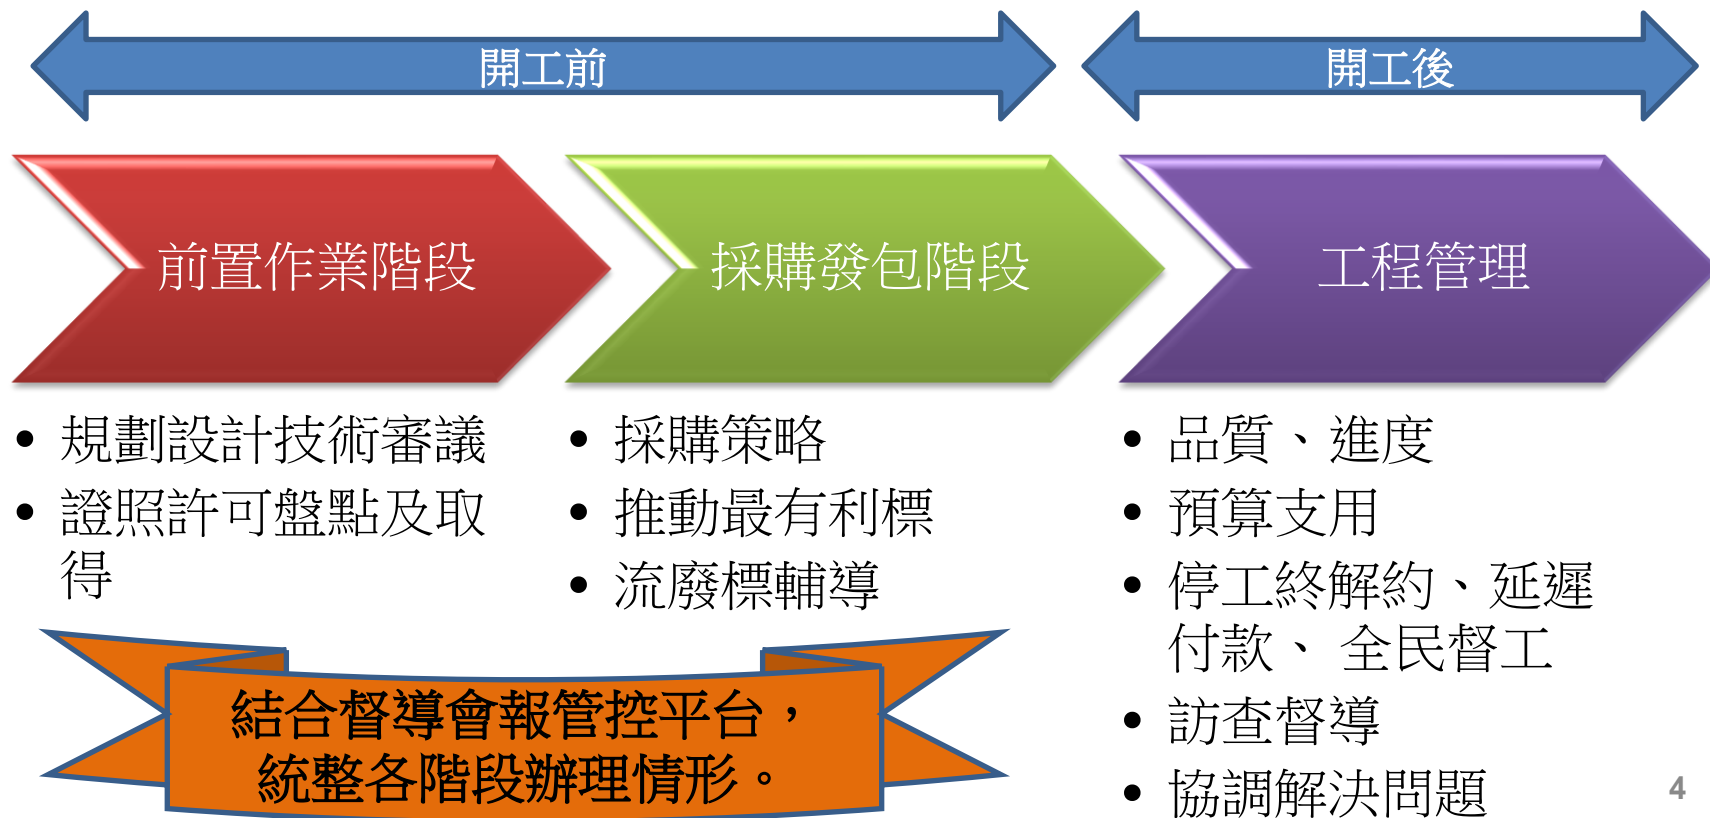 開工前
開工後
前置作業階段
採購發包階段
工程管理
• 規劃設計技術審議
• 證照許可盤點及取
得
• 採購策略
• 推動最有利標
• 流廢標輔導
• 品質、進度
• 預算支用
• 停工終解約、延遲
付款、 全民督工
• 訪查督導
• 協調解決問題
結合督導會報管控平台，
統整各階段辦理情形。
4